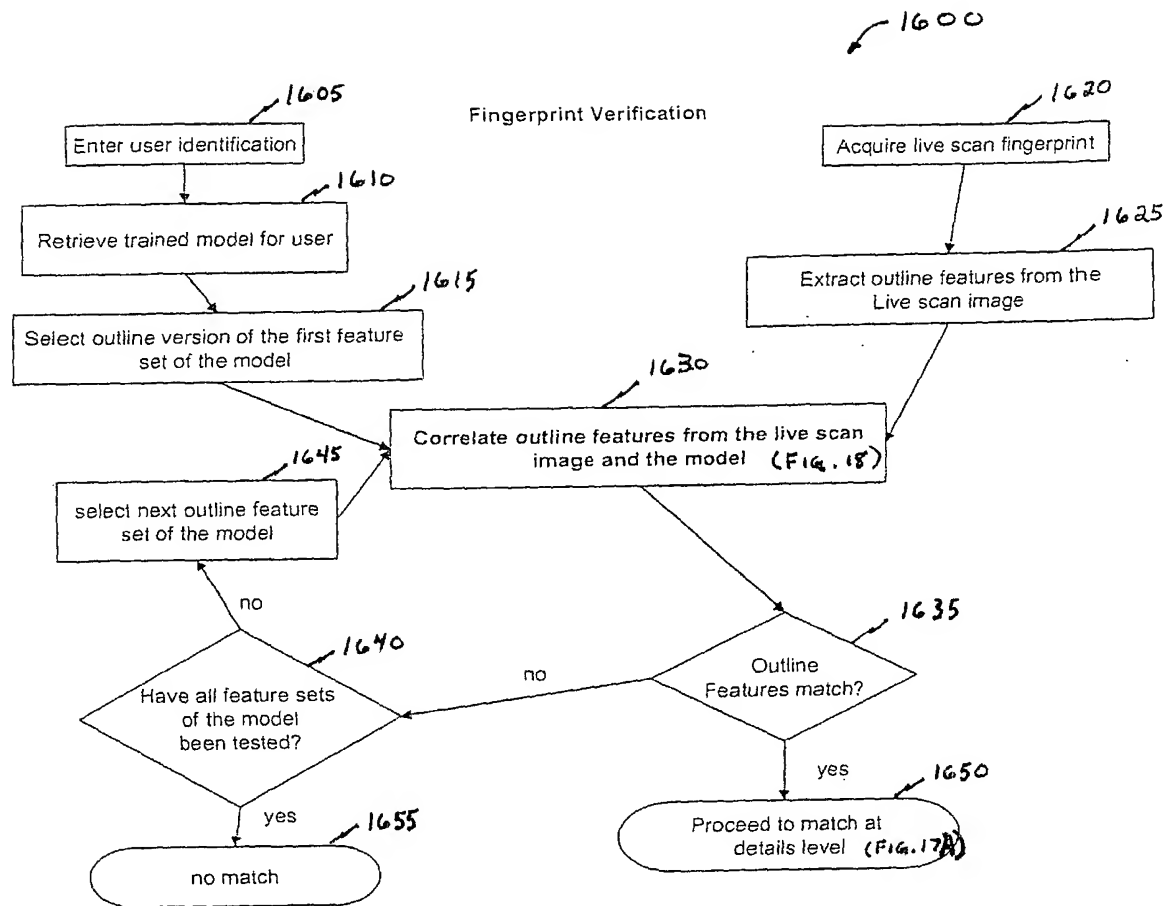 1600
1605
Fingerprint Verification
1620
Enter user identification
Acquire live scan fingerprint
1610
1625
Retrieve trained model for user
1615
Extract outline features from the
Live scan image
Select outline version of the first feature
set of the model
1630
Correlate outline features from the live scan
image and the model (FIG. 18)
1645
select next outline feature
set of the model
no
1635
1640
Outline
Features match?
no
Have all feature sets
of the model
been tested?
yes
1650
yes
1655
Proceed to match at
details level (FIG. 17A)
no match